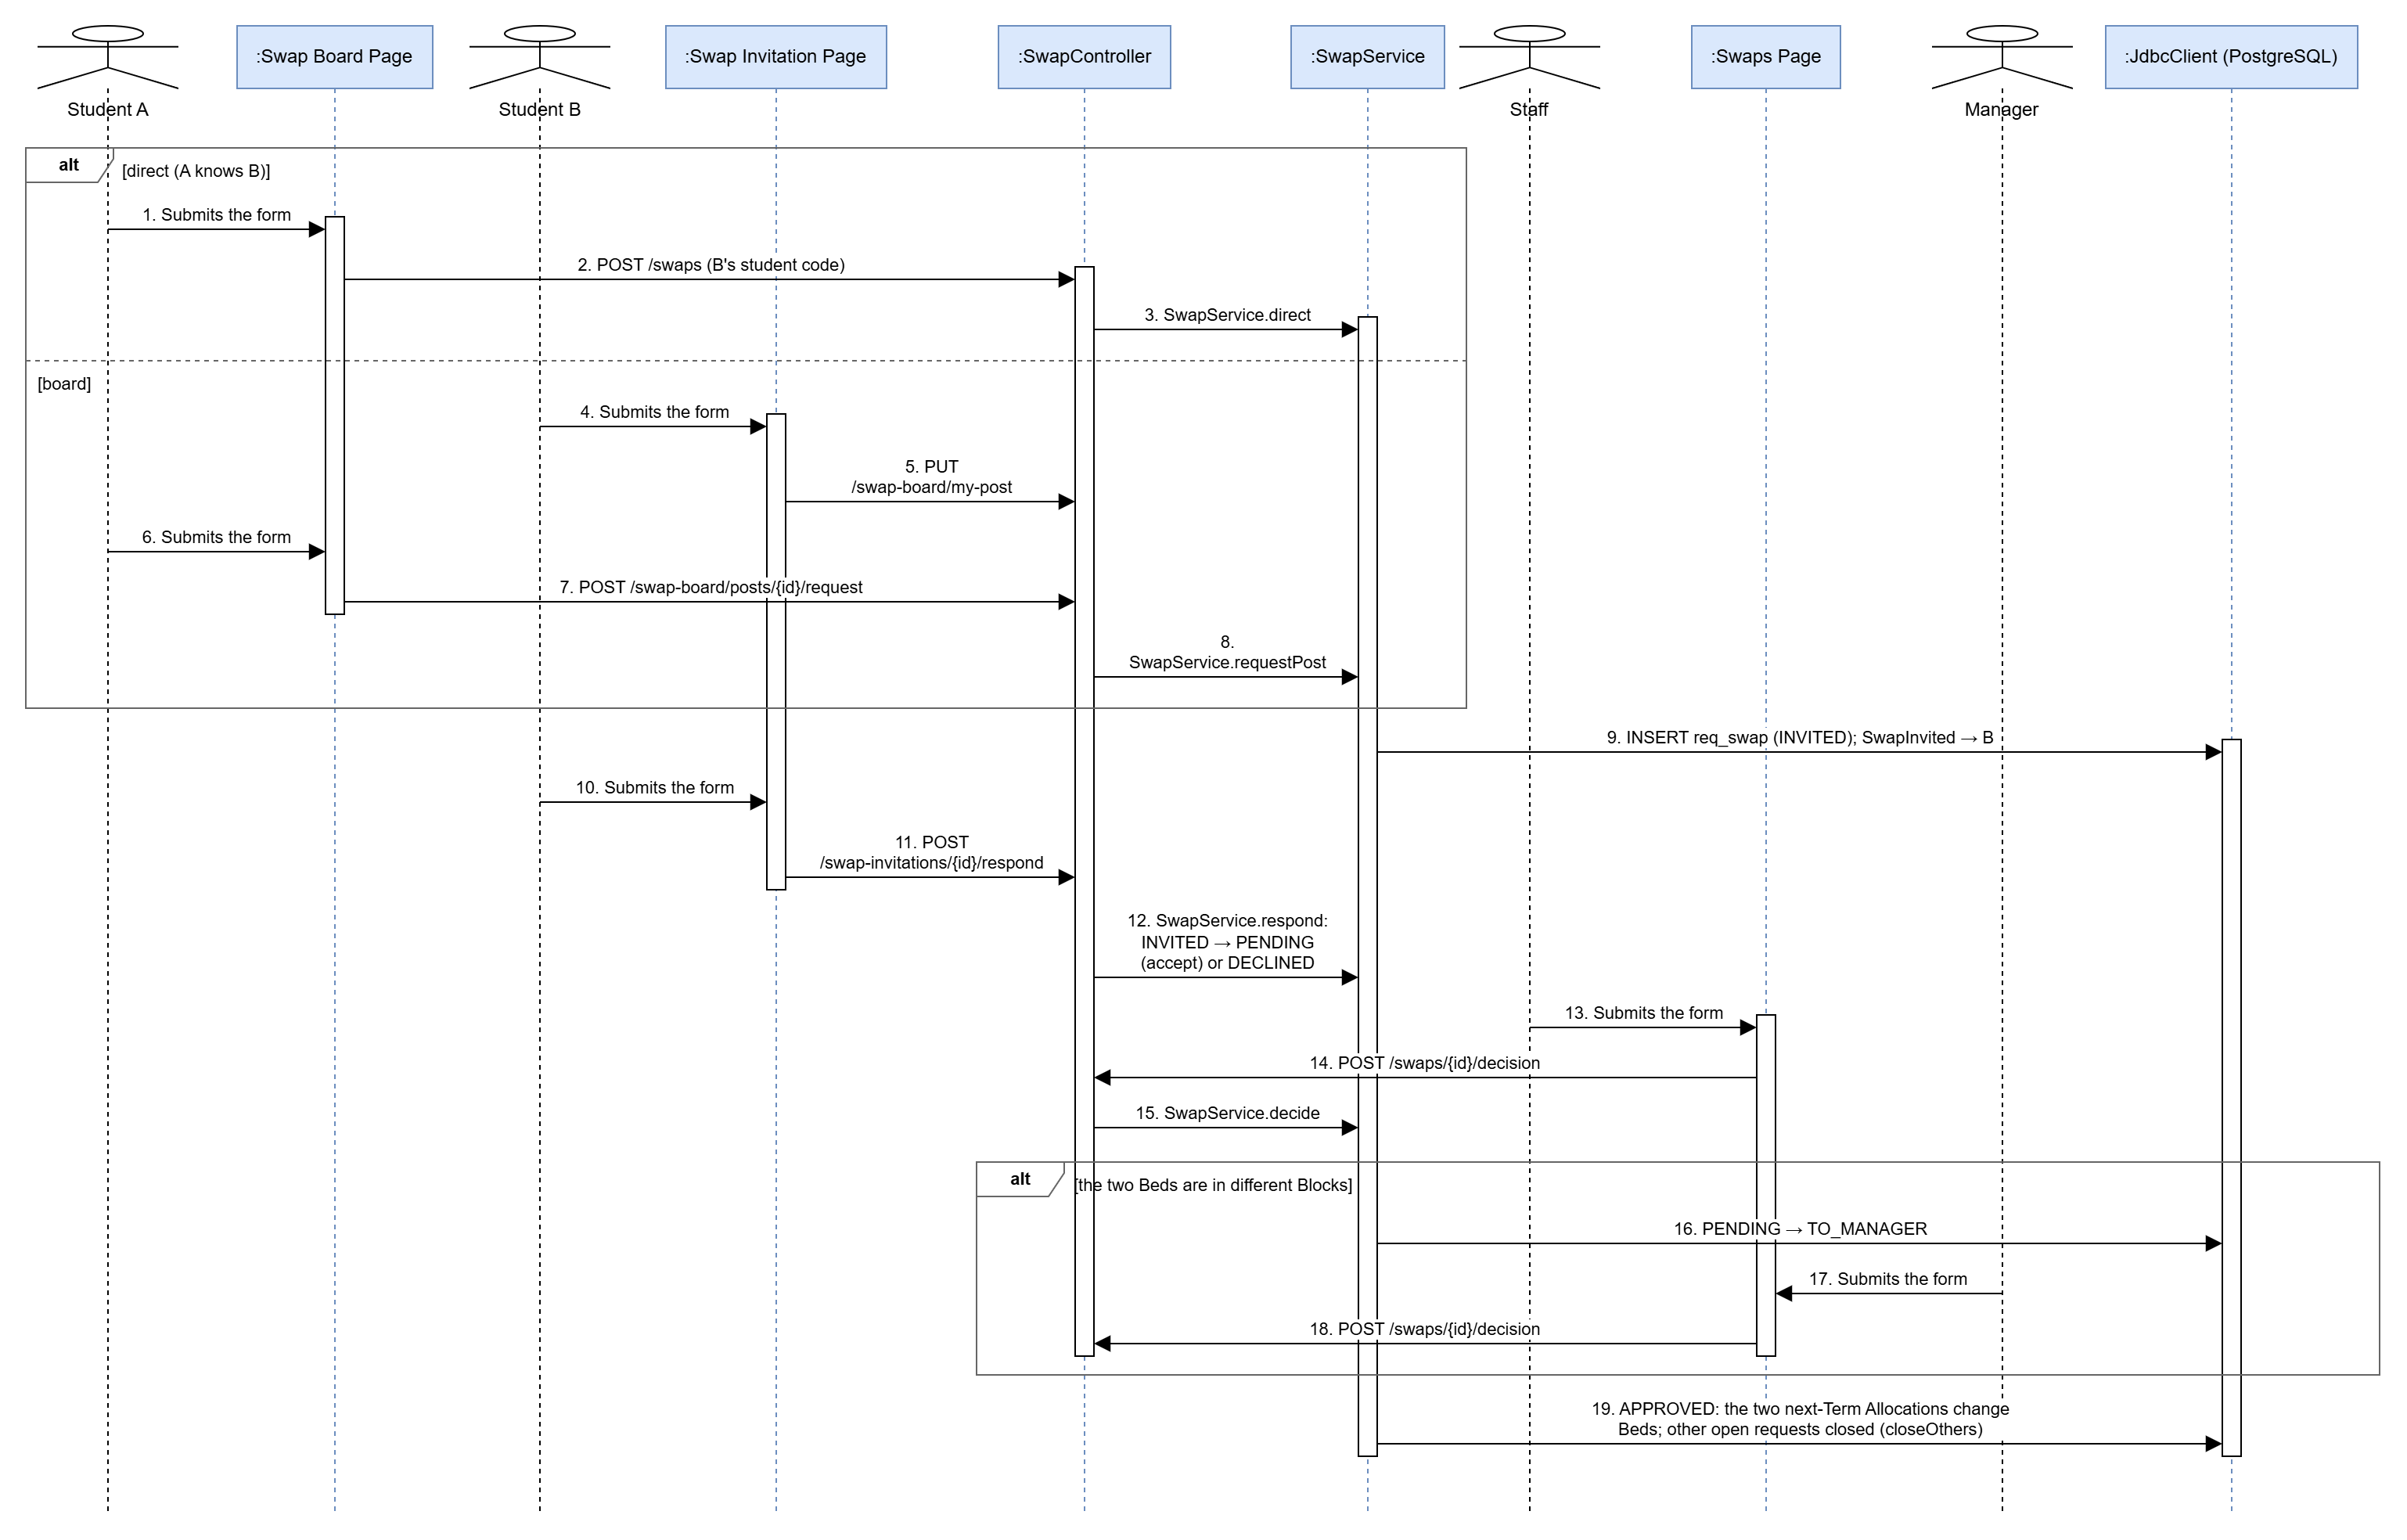 :Swap Board Page
:Swap Invitation Page
:SwapController
:SwapService
:Swaps Page
:JdbcClient (PostgreSQL)
Student A
Student B
Staff
Manager
alt
[direct (A knows B)]
1. Submits the form
2. POST /swaps (B's student code)
3. SwapService.direct
[board]
4. Submits the form
5. PUT
/swap-board/my-post
6. Submits the form
7. POST /swap-board/posts/{id}/request
8.
SwapService.requestPost
9. INSERT req_swap (INVITED); SwapInvited → B
10. Submits the form
11. POST
/swap-invitations/{id}/respond
12. SwapService.respond:
INVITED → PENDING
(accept) or DECLINED
13. Submits the form
14. POST /swaps/{id}/decision
15. SwapService.decide
alt
[the two Beds are in different Blocks]
16. PENDING → TO_MANAGER
17. Submits the form
18. POST /swaps/{id}/decision
19. APPROVED: the two next-Term Allocations change
Beds; other open requests closed (closeOthers)